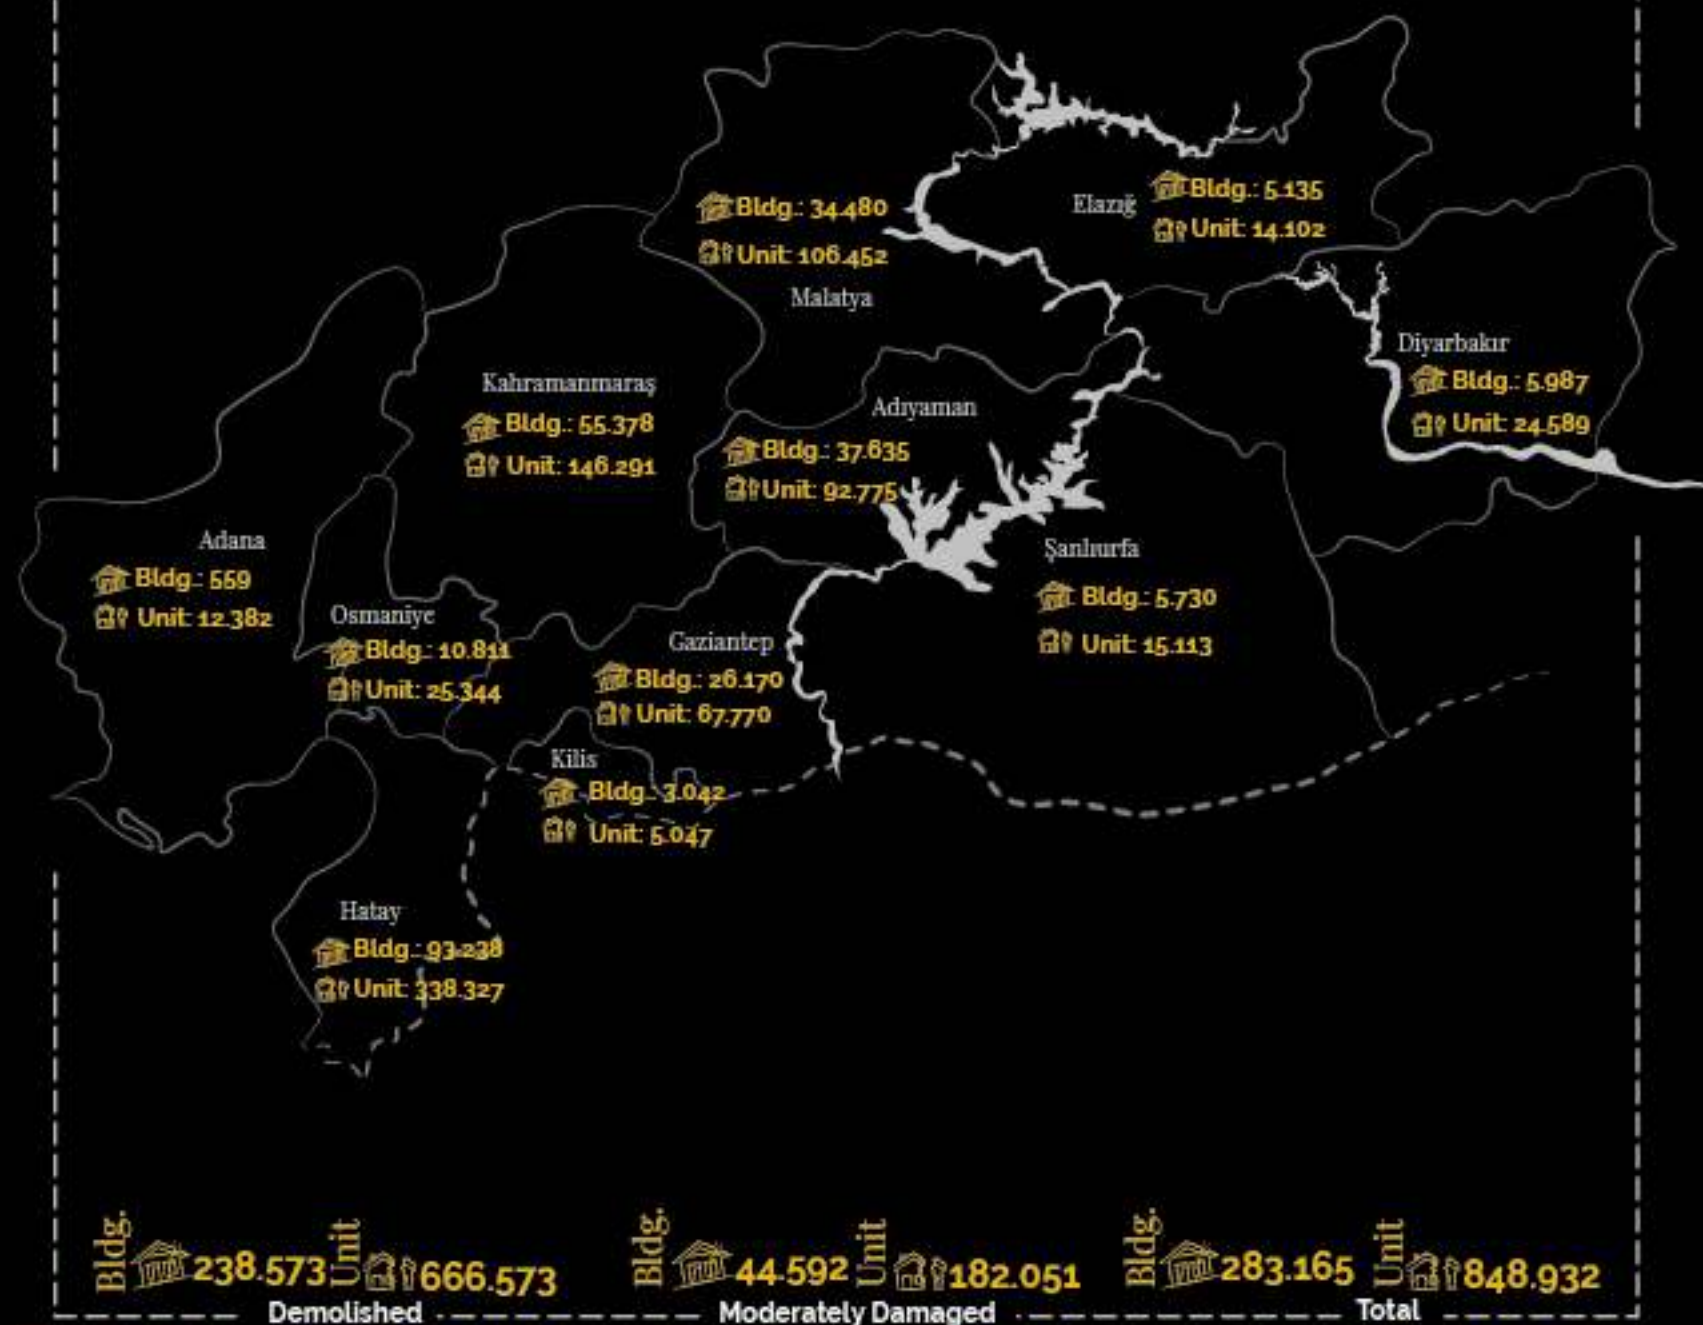 Bldg.: 34.480
Unit: 106.452
Malatya
Elazığ
Bldg.: 5.135
Unit: 14.102
Diyarbakır
Bldg.: 5.987
Unit: 24.589
Kahramanmaraş
Bldg.: 55.378
Unit: 146.291
Adıyaman
Bldg.: 37.635
Unit: 92.775
Adana
Bldg.: 559
Unit: 12.382
Şanlıurfa
Bldg.: 5.730
Unit: 15.113
Osmaniye
Bldg.: 10.811
Unit: 25.344
Gaziantep
Bldg.: 26.170
Unit: 67.770
Kilis
Bldg.: 3.042
Unit: 5.047
Hatay
Bldg.: 93.238
Unit: 338.327
Bldg. 238.573 Unit 666.573
Demolished
Bldg. 44.592 Unit 182.051
Moderately Damaged
Bldg. 283.165 Unit 848.932
Total